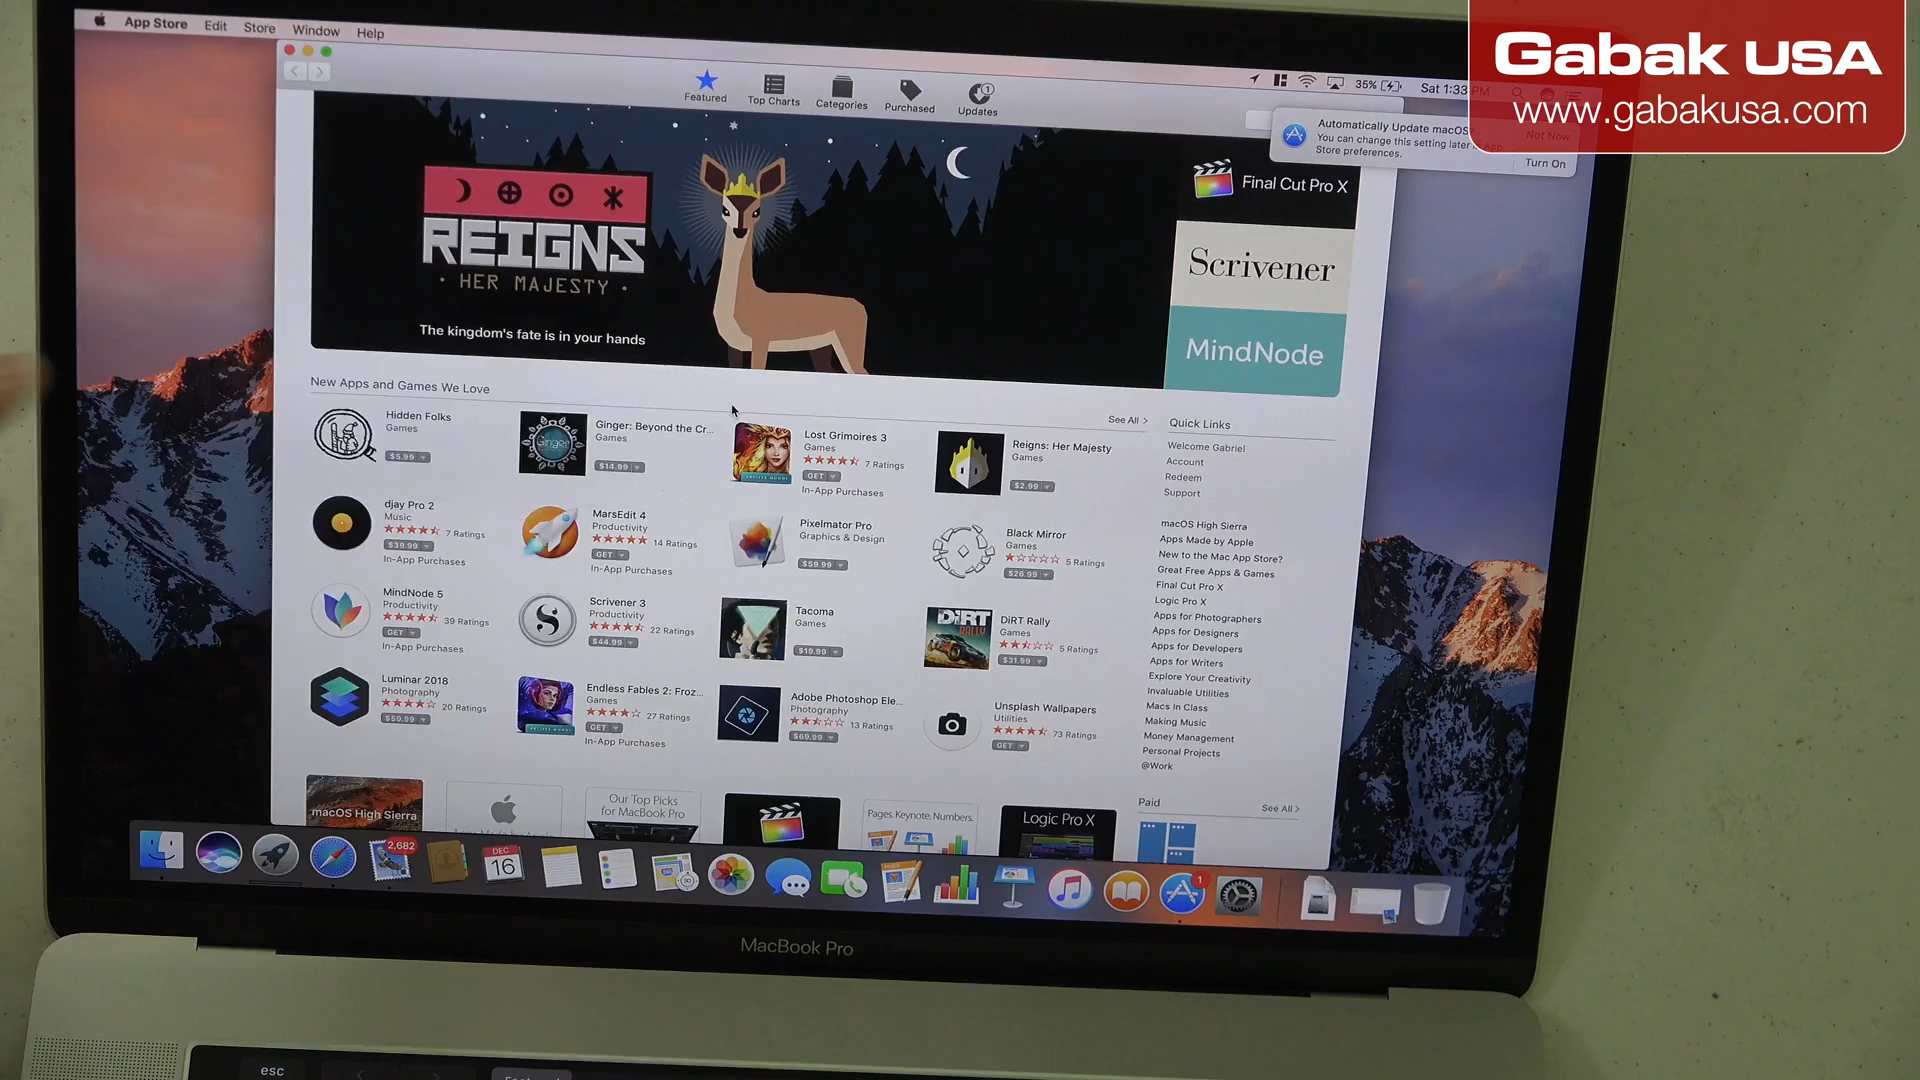 App Store Edit Store Window Help
35% Sat 1:33 PM
Gabak USA
www.gabakusa.com
Featured
Top Charts
Categories
Purchased
1
Updates
Automatically Update macOS?
You can change this setting later in App
Store preferences.
Not Now
Turn On
REIGNS
• HER MAJESTY •
The kingdom's fate is in your hands
Final Cut Pro X
Scrivener
MindNode
New Apps and Games We Love
See All >
Hidden Folks
Games
$5.99
Ginger: Beyond the Cr...
Games
$14.99
Lost Grimoires 3
Games
7 Ratings
GET
In-App Purchases
Reigns: Her Majesty
Games
$2.99
djay Pro 2
Music
7 Ratings
$39.99
In-App Purchases
MarsEdit 4
Productivity
14 Ratings
GET
In-App Purchases
Pixelmator Pro
Graphics & Design
$59.99
Black Mirror
Games
5 Ratings
$26.99
MindNode 5
Productivity
39 Ratings
GET
In-App Purchases
Scrivener 3
Productivity
22 Ratings
$44.99
Tacoma
Games
$19.99
DiRT
RALLY
DiRT Rally
Games
5 Ratings
$31.99
Luminar 2018
Photography
20 Ratings
$59.99
Endless Fables 2: Froz...
Games
27 Ratings
GET
In-App Purchases
Adobe Photoshop Ele...
Photography
13 Ratings
$69.99
Unsplash Wallpapers
Utilities
73 Ratings
GET
Quick Links
Welcome Gabriel
Account
Redeem
Support
macOS High Sierra
Apps Made by Apple
New to the Mac App Store?
Great Free Apps & Games
Final Cut Pro X
Logic Pro X
Apps for Photographers
Apps for Designers
Apps for Developers
Apps for Writers
Explore Your Creativity
Invaluable Utilities
Macs In Class
Making Music
Money Management
Personal Projects
@Work
Paid
See All >
macOS High Sierra
Our Top Picks
for MacBook Pro
Pages. Keynote. Numbers.
Logic Pro X
2,682
DEC
16
1
MacBook Pro
esc